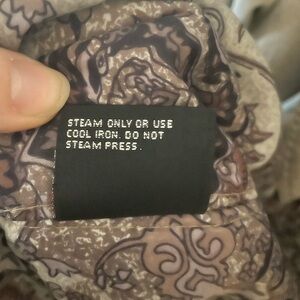 STEAM ONLY OR USE
COOL IRON. DO NOT
STEAM PRESS.